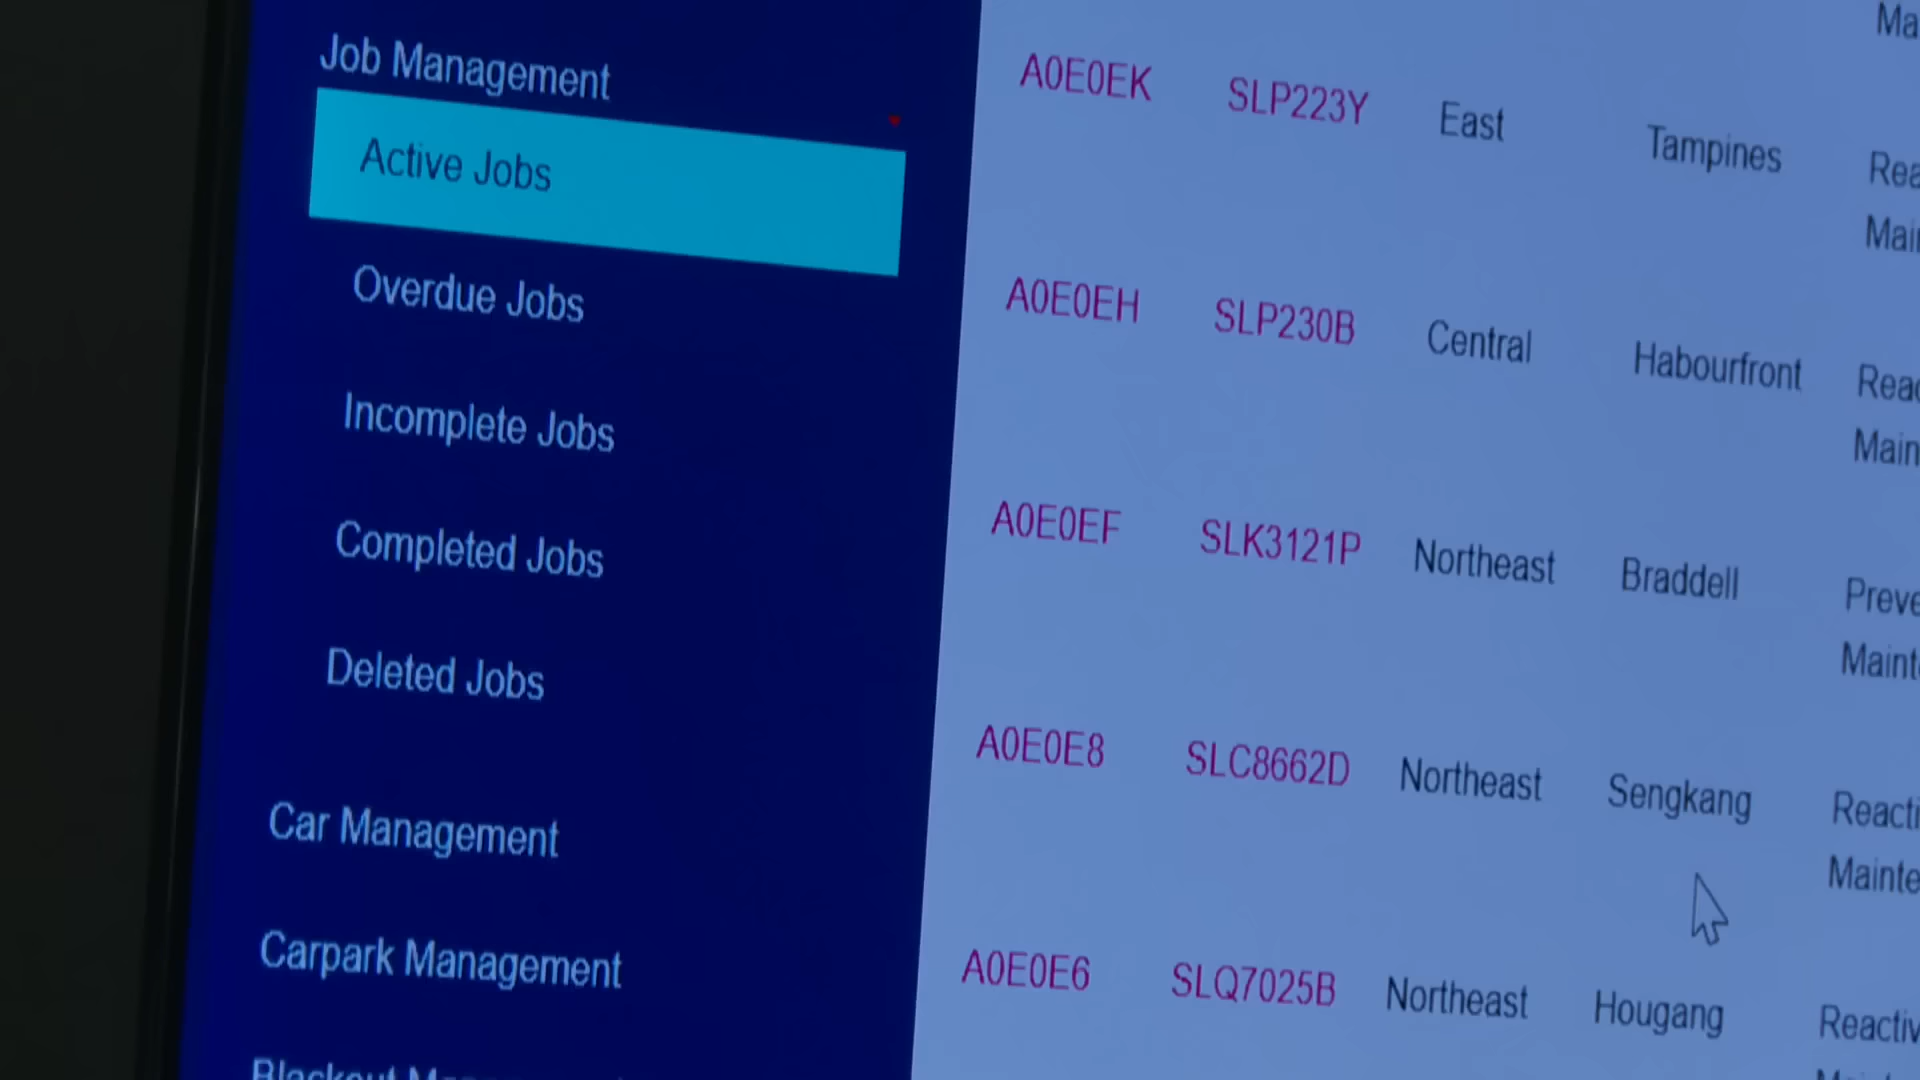 Job Management
Active Jobs
Overdue Jobs
Incomplete Jobs
Completed Jobs
Deleted Jobs
Car Management
Carpark Management
A0E0EK SLP223Y East Tampines
A0E0EH SLP230B Central Habourfront
A0E0EF SLK3121P Northeast Braddell
A0E0E8 SLC8662D Northeast Sengkang
A0E0E6 SLQ7025B Northeast Hougang